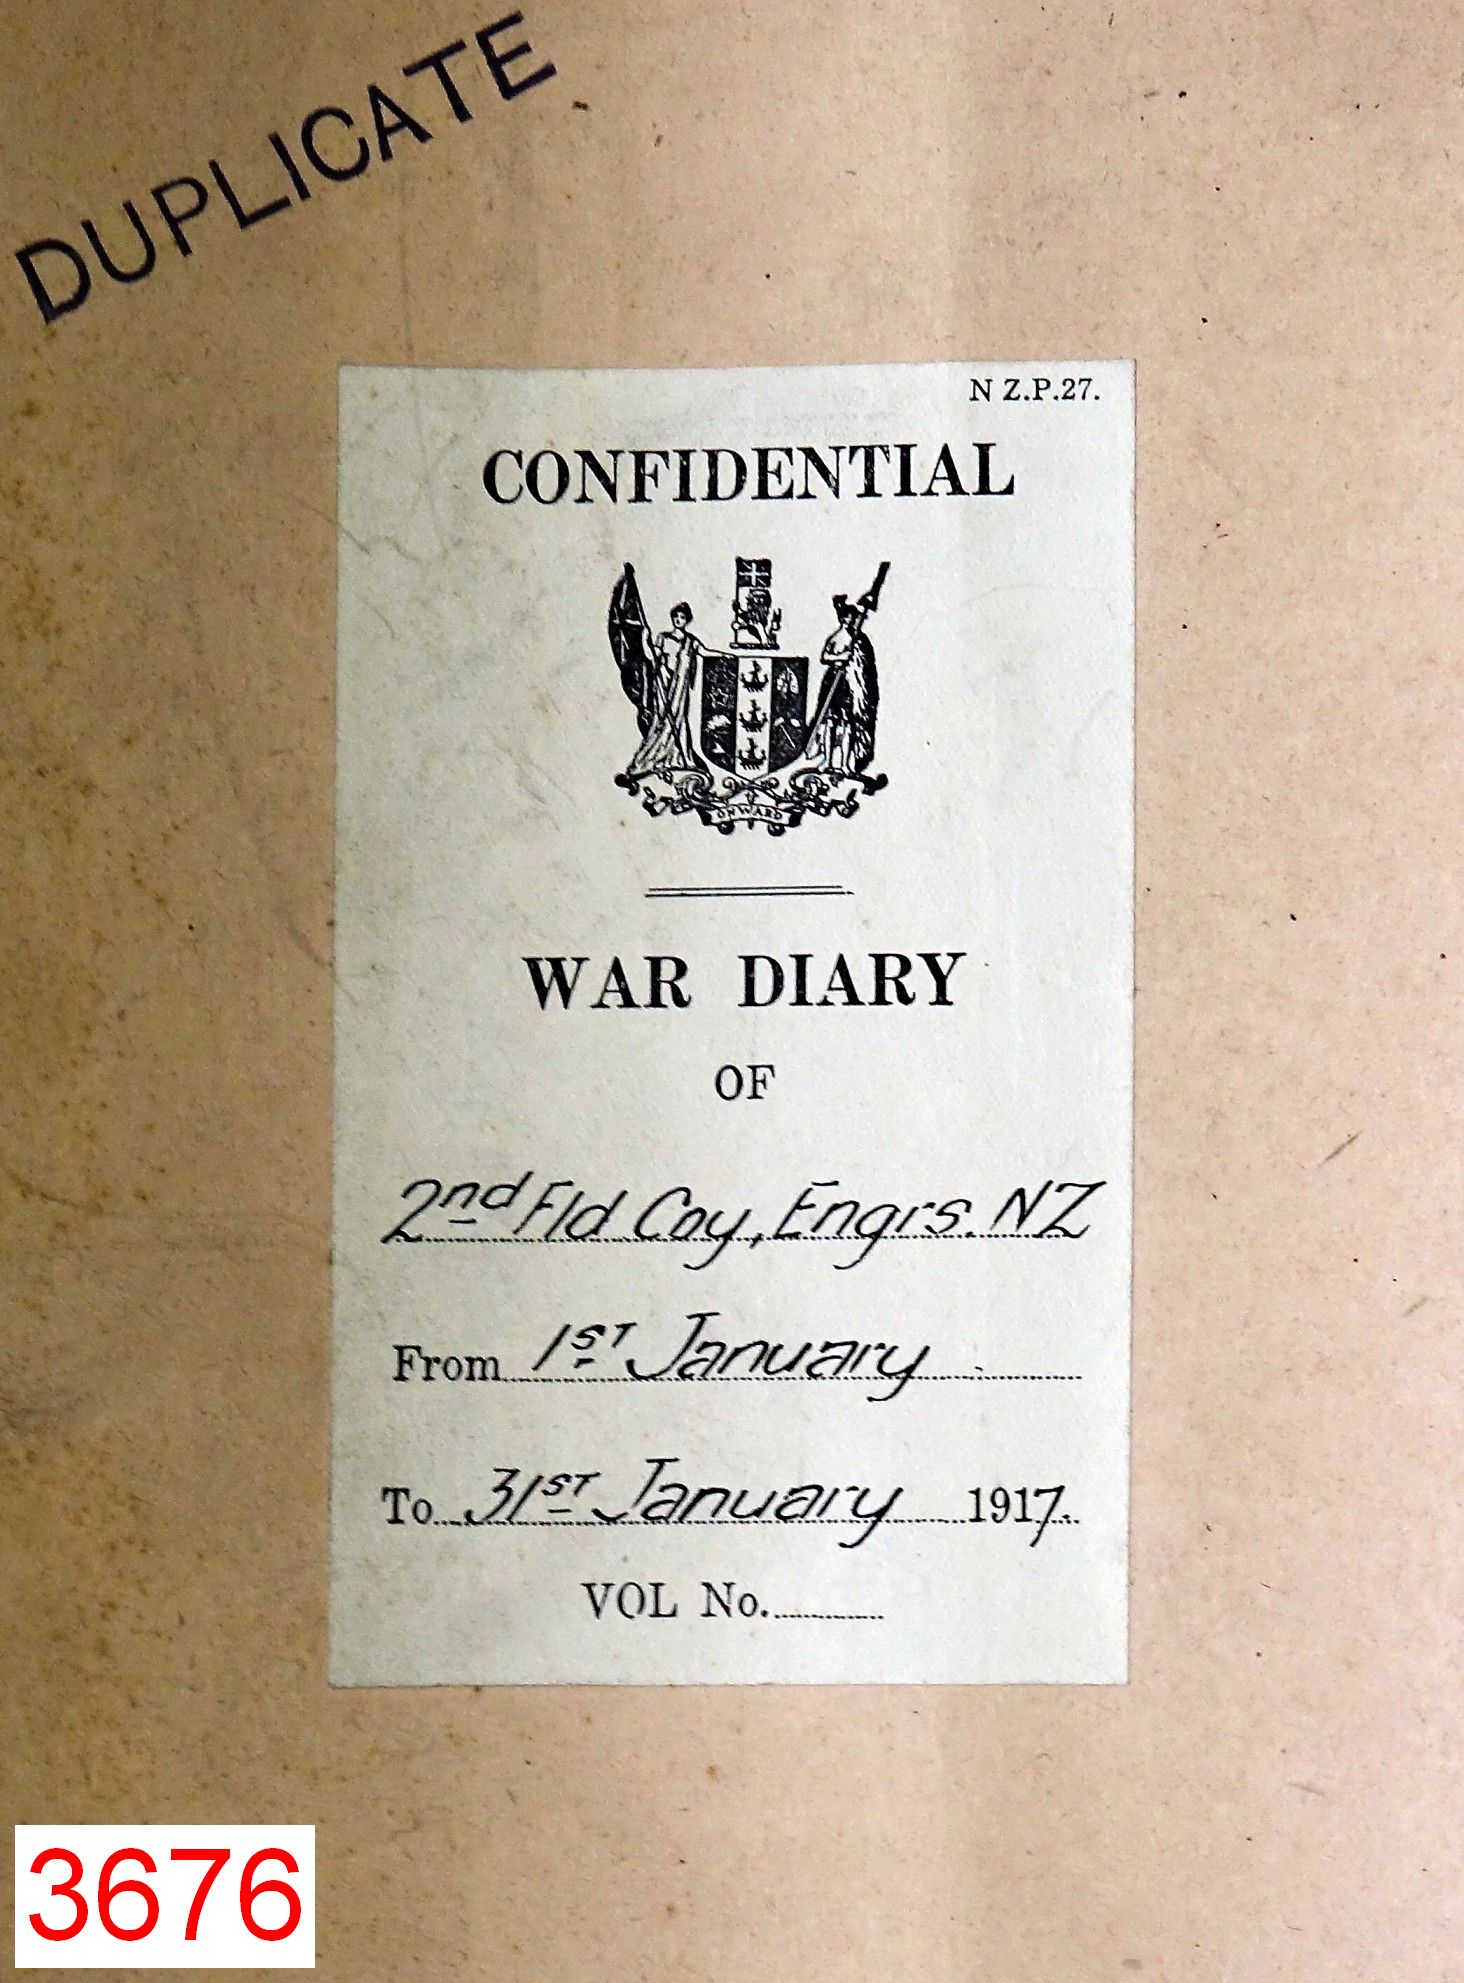 DUPLICATE
N Z.P.27.
CONFIDENTIAL
ONWARD
WAR DIARY
OF
2nd Fld Coy, Engrs. NZ
From 1ST January
To 31ST January 1917.
VOL No.
3676